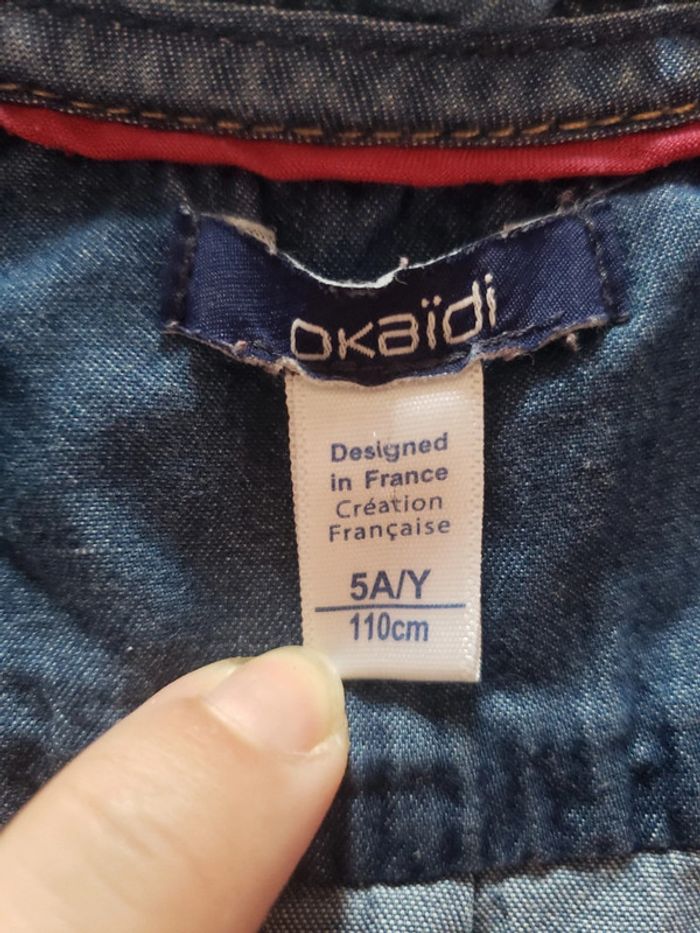 okaïdi
Designed
in France
Création
Française
5A/Y
110cm